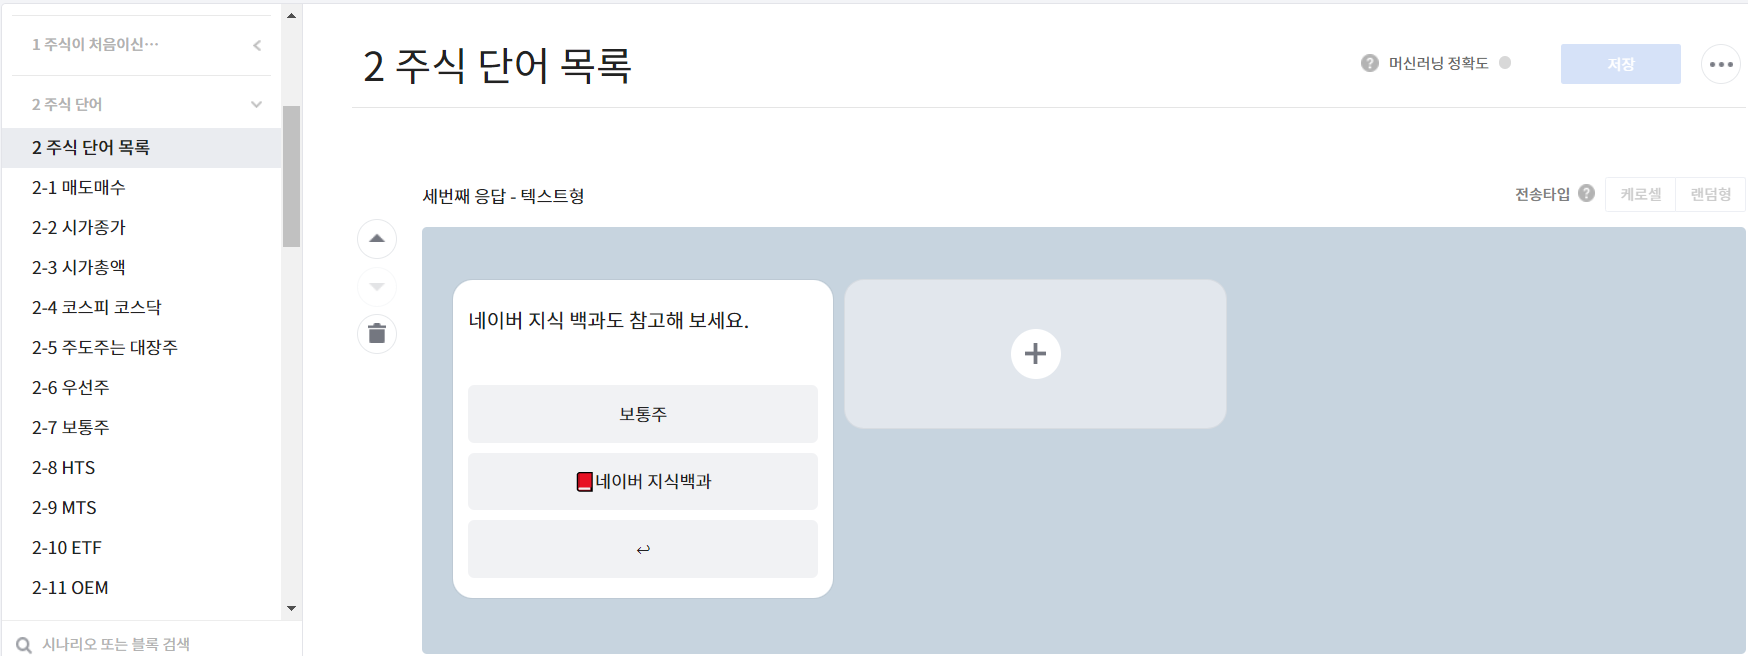 1 주식이 처음이신…
2 주식 단어
2 주식 단어 목록
2-1 매도매수
2-2 시가종가
2-3 시가총액
2-4 코스피 코스닥
2-5 주도주는 대장주
2-6 우선주
2-7 보통주
2-8 HTS
2-9 MTS
2-10 ETF
2-11 OEM
시나리오 또는 블록 검색
2 주식 단어 목록
? 머신러닝 정확도
저장
세번째 응답 - 텍스트형
전송타입 ? 케로셀 랜덤형
네이버 지식 백과도 참고해 보세요.
보통주
📕네이버 지식백과
↩